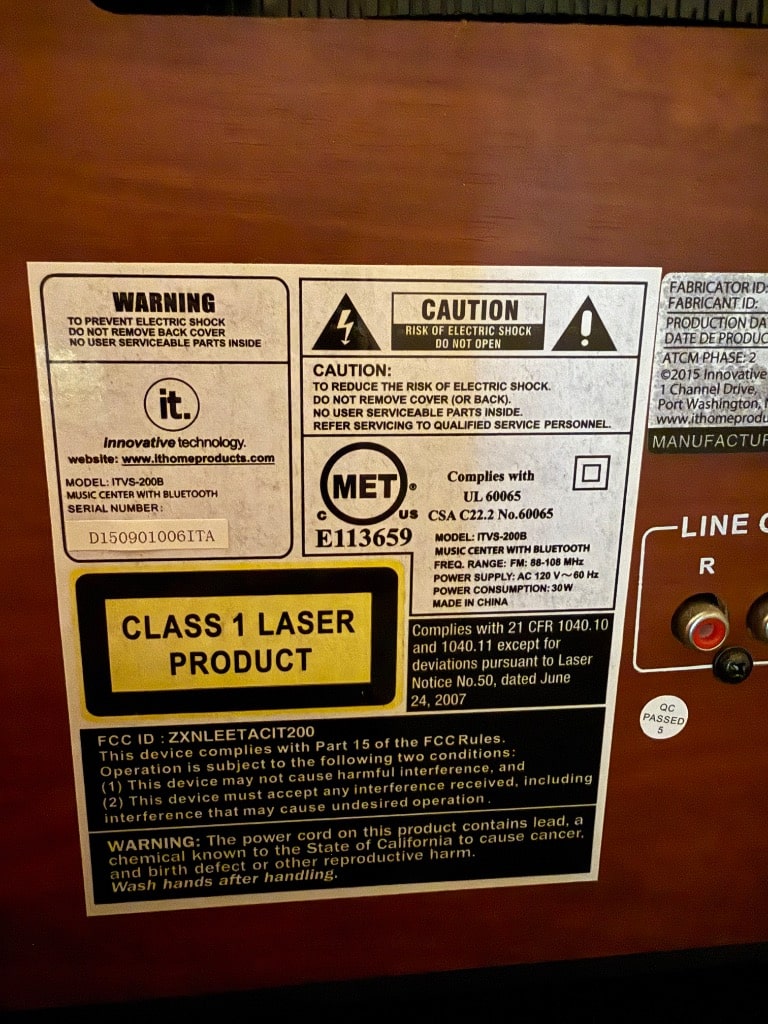 WARNING
TO PREVENT ELECTRIC SHOCK
DO NOT REMOVE BACK COVER
NO USER SERVICEABLE PARTS INSIDE
it.
innovative technology.
website: www.ithomeproducts.com
MODEL: ITVS-200B
MUSIC CENTER WITH BLUETOOTH
SERIAL NUMBER:
D150901006ITA
CAUTION
RISK OF ELECTRIC SHOCK
DO NOT OPEN
CAUTION:
TO REDUCE THE RISK OF ELECTRIC SHOCK.
DO NOT REMOVE COVER (OR BACK).
NO USER SERVICEABLE PARTS INSIDE.
REFER SERVICING TO QUALIFIED SERVICE PERSONNEL.
MET®
C US
E113659
Complies with
UL 60065
CSA C22.2 No.60065
MODEL: ITVS-200B
MUSIC CENTER WITH BLUETOOTH
FREQ. RANGE: FM: 88-108 MHz
POWER SUPPLY: AC 120 V~60 Hz
POWER CONSUMPTION: 30W
MADE IN CHINA
CLASS 1 LASER
PRODUCT
Complies with 21 CFR 1040.10
and 1040.11 except for
deviations pursuant to Laser
Notice No.50, dated June
24, 2007
FCC ID : ZXNLEETACIT200
This device complies with Part 15 of the FCC Rules.
Operation is subject to the following two conditions:
(1) This device may not cause harmful interference, and
(2) This device must accept any interference received, including
interference that may cause undesired operation.
WARNING: The power cord on this product contains lead, a
chemical known to the State of California to cause cancer,
and birth defect or other reproductive harm.
Wash hands after handling.
FABRICATOR ID:
FABRICANT ID:
PRODUCTION DA
DATE DE PRODUC
ATCM PHASE: 2
©2015 Innovative
1 Channel Drive,
Port Washington,
www.ithomeprodu
MANUFACTUR
LINE
R
QC
PASSED
5